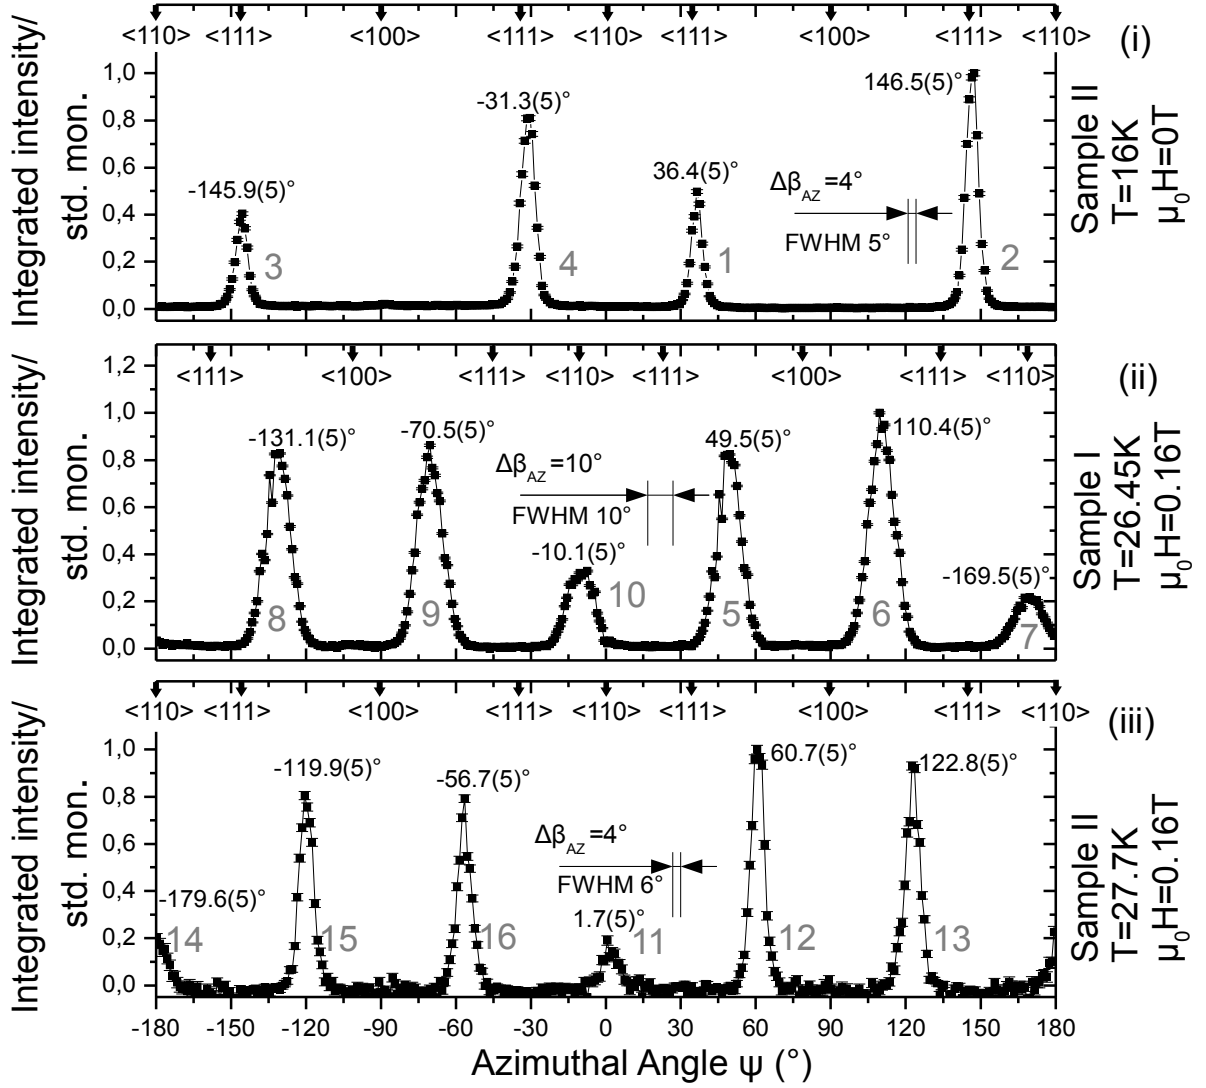 <110> <111> <100> <111> <110> <111> <100> <111> <110>
(i)
Integrated intensity/
std. mon.
1,0
0,8
0,6
0,4
0,2
0,0
-145.9(5)°
-31.3(5)°
36.4(5)°
146.5(5)°
Δβ_AZ =4°
FWHM 5°
3
4
1
2
Sample II
T=16K
μ₀H=0T
<111> <100> <111> <110> <111> <100> <111> <110>
(ii)
Integrated intensity/
std. mon.
1,2
1,0
0,8
0,6
0,4
0,2
0,0
-131.1(5)°
-70.5(5)°
-10.1(5)°
49.5(5)°
110.4(5)°
-169.5(5)°
Δβ_AZ =10°
FWHM 10°
8
9
10
5
6
7
Sample I
T=26.45K
μ₀H=0.16T
<110> <111> <100> <111> <110> <111> <100> <111> <110>
(iii)
Integrated intensity/
std. mon.
1,0
0,8
0,6
0,4
0,2
0,0
-179.6(5)°
-119.9(5)°
-56.7(5)°
1.7(5)°
60.7(5)°
122.8(5)°
Δβ_AZ =4°
FWHM 6°
14
15
16
11
12
13
Sample II
T=27.7K
μ₀H=0.16T
-180 -150 -120 -90 -60 -30 0 30 60 90 120 150 180
Azimuthal Angle ψ (°)